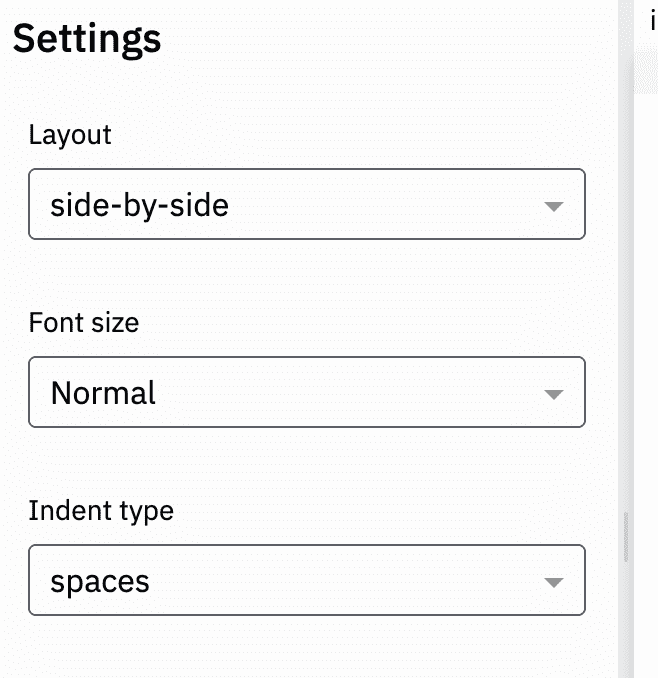 Settings
Layout
side-by-side
Font size
Normal
Indent type
spaces